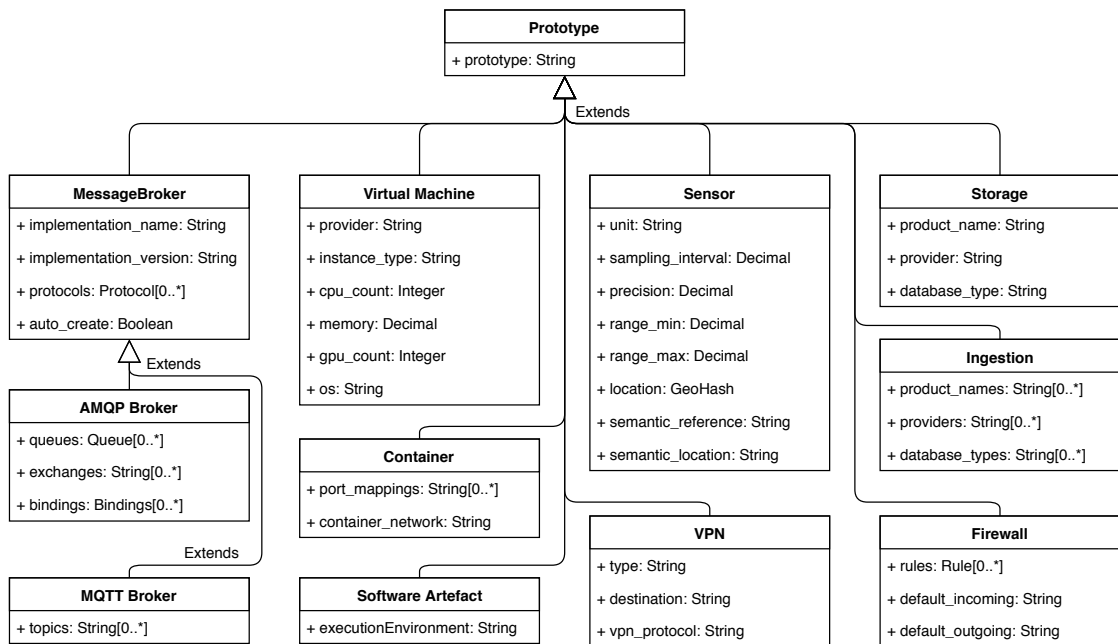 Prototype
+ prototype: String
Extends
MessageBroker
+ implementation_name: String
+ implementation_version: String
+ protocols: Protocol[0..*]
+ auto_create: Boolean
Extends
AMQP Broker
+ queues: Queue[0..*]
+ exchanges: String[0..*]
+ bindings: Bindings[0..*]
Extends
MQTT Broker
+ topics: String[0..*]
Virtual Machine
+ provider: String
+ instance_type: String
+ cpu_count: Integer
+ memory: Decimal
+ gpu_count: Integer
+ os: String
Container
+ port_mappings: String[0..*]
+ container_network: String
Software Artefact
+ executionEnvironment: String
Sensor
+ unit: String
+ sampling_interval: Decimal
+ precision: Decimal
+ range_min: Decimal
+ range_max: Decimal
+ location: GeoHash
+ semantic_reference: String
+ semantic_location: String
VPN
+ type: String
+ destination: String
+ vpn_protocol: String
Storage
+ product_name: String
+ provider: String
+ database_type: String
Ingestion
+ product_names: String[0..*]
+ providers: String[0..*]
+ database_types: String[0..*]
Firewall
+ rules: Rule[0..*]
+ default_incoming: String
+ default_outgoing: String